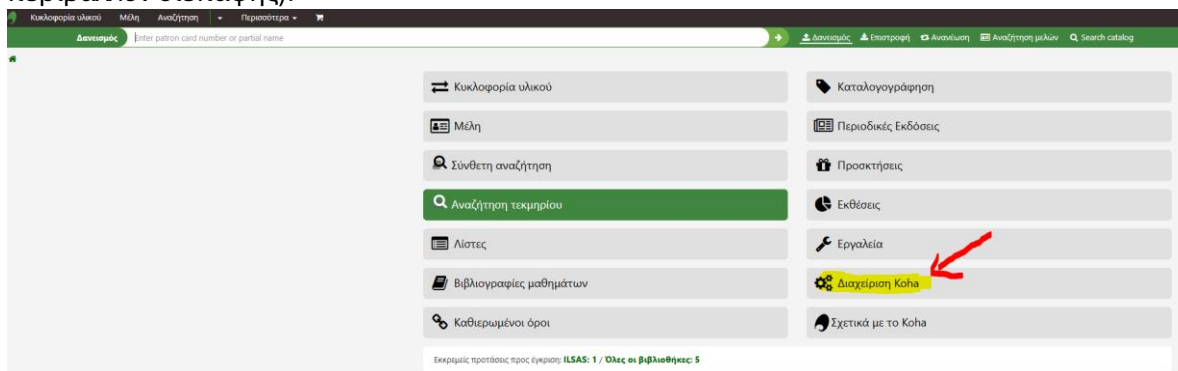 περιβάλλον διεπαφής).
Κυκλοφορία υλικού Μέλη Αναζήτηση Περισσότερα
Δανεισμός Enter patron card number or partial name Δανεισμός Επιστροφή Ανανέωση Αναζήτηση μελών Search catalog
Κυκλοφορία υλικού Καταλογογράφηση
Μέλη Περιοδικές Εκδόσεις
Σύνθετη αναζήτηση Προσκτήσεις
Αναζήτηση τεκμηρίου Εκθέσεις
Λίστες Εργαλεία
Βιβλιογραφίες μαθημάτων Διαχείριση Koha
Καθιερωμένοι όροι Σχετικά με το Koha
Εκκρεμείς προτάσεις προς έγκριση: ILSAS: 1 / Όλες οι βιβλιοθήκες: 5